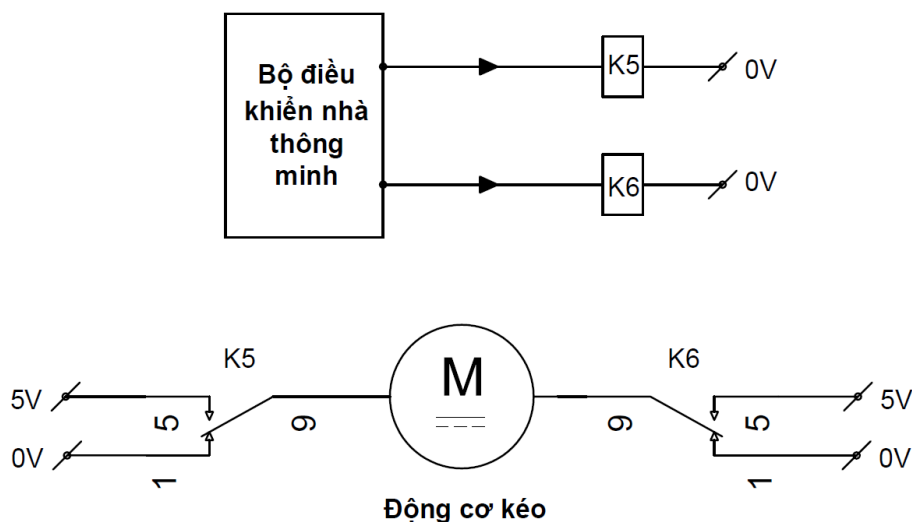 Bộ điều
khiển nhà
thông
minh
K5
0V
K6
0V
K5
K6
M
5V
5
9
9
5
5V
0V
1
1
0V
Động cơ kéo